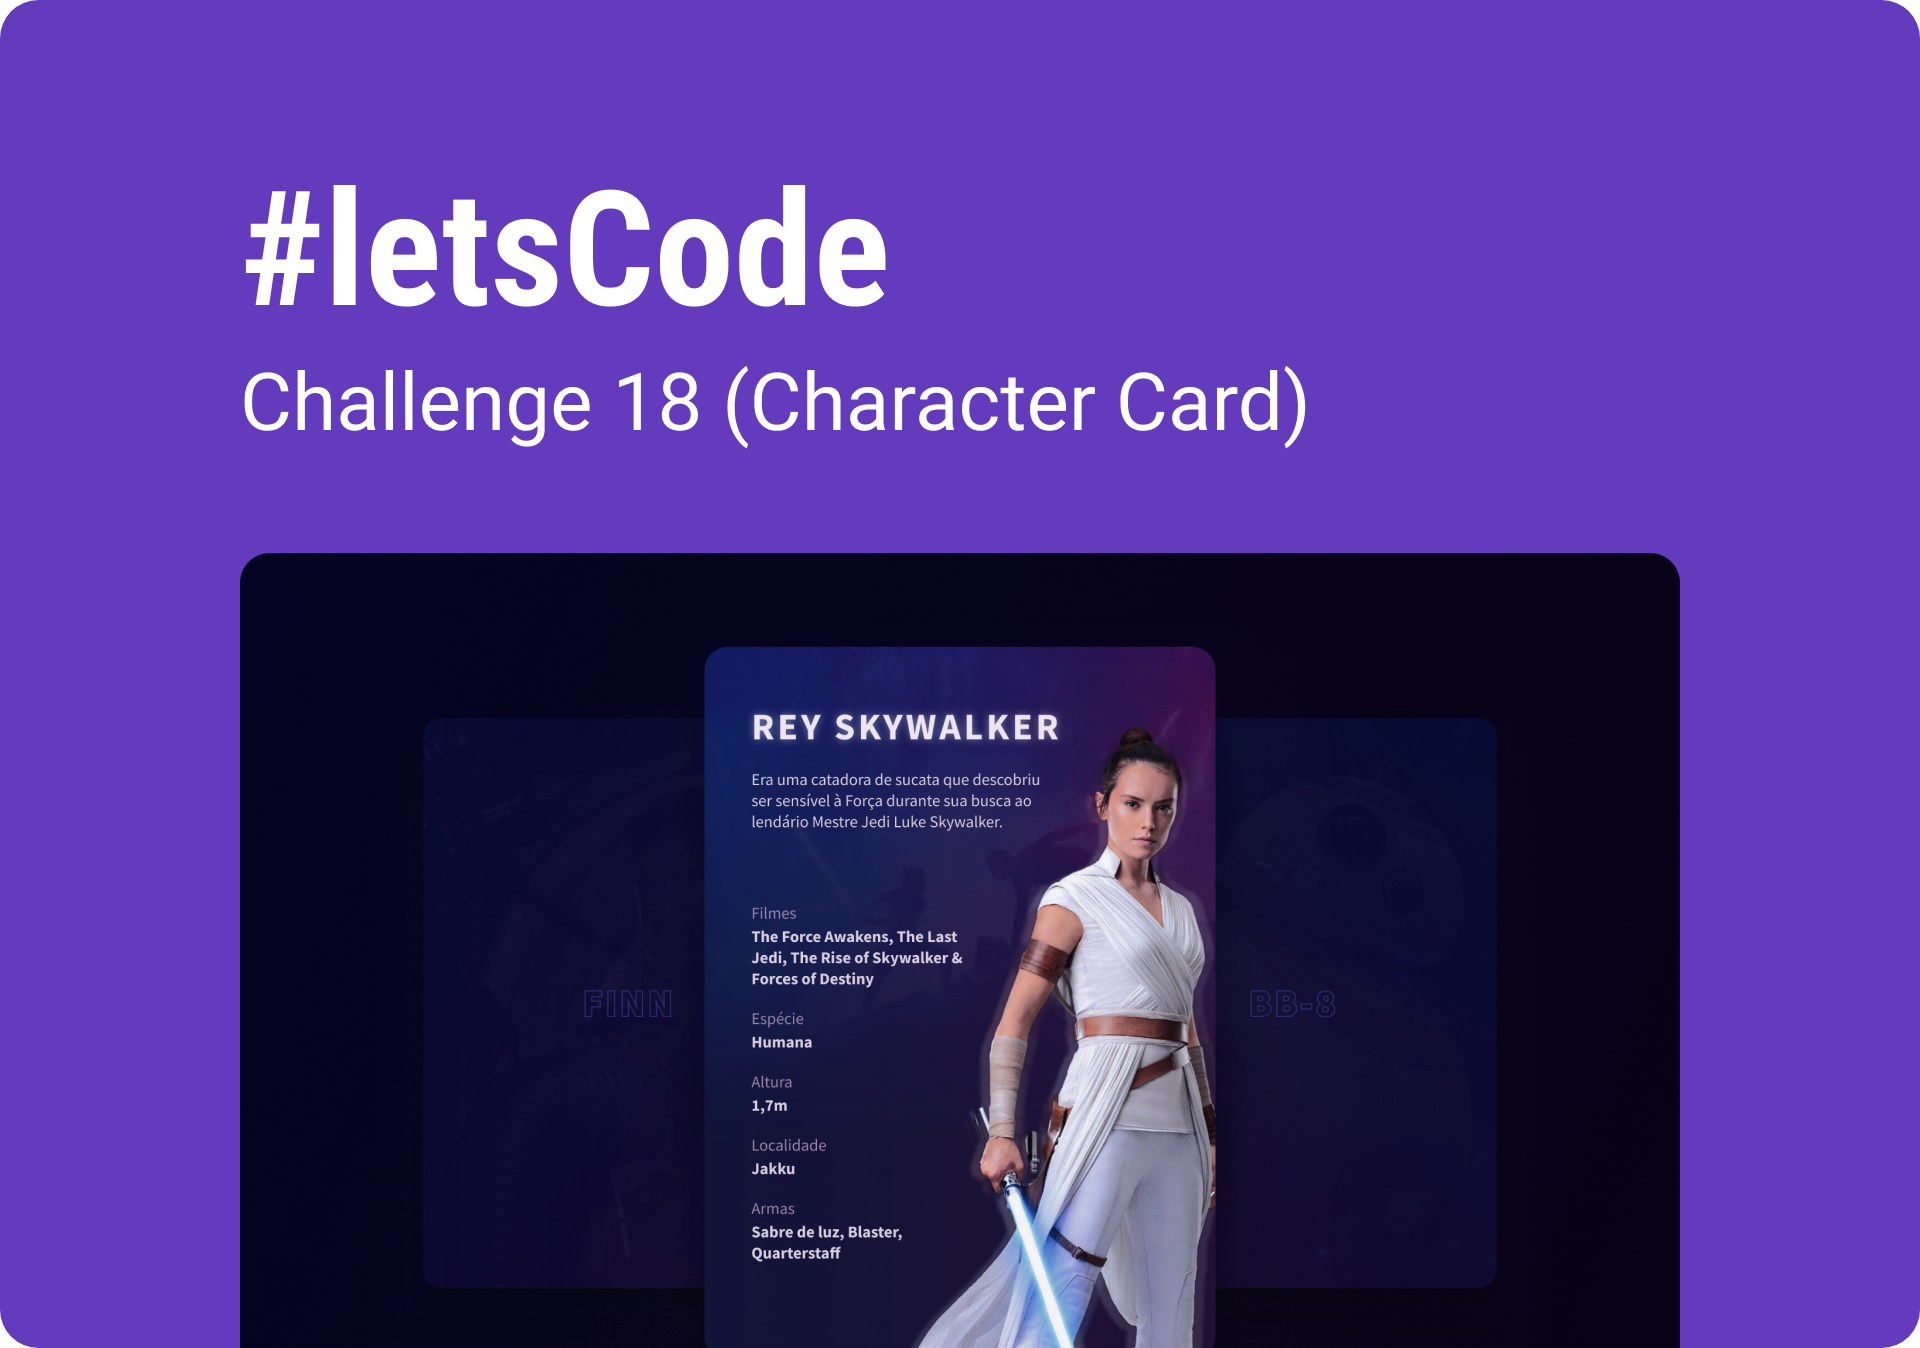 #letsCode
Challenge 18 (Character Card)
REY SKYWALKER
Era uma catadora de sucata que descobriu
ser sensível à Força durante sua busca ao
lendário Mestre Jedi Luke Skywalker.
Filmes
The Force Awakens, The Last
Jedi, The Rise of Skywalker &
Forces of Destiny
Espécie
Humana
Altura
1,7m
Localidade
Jakku
Armas
Sabre de luz, Blaster,
Quarterstaff
FINN
BB-8